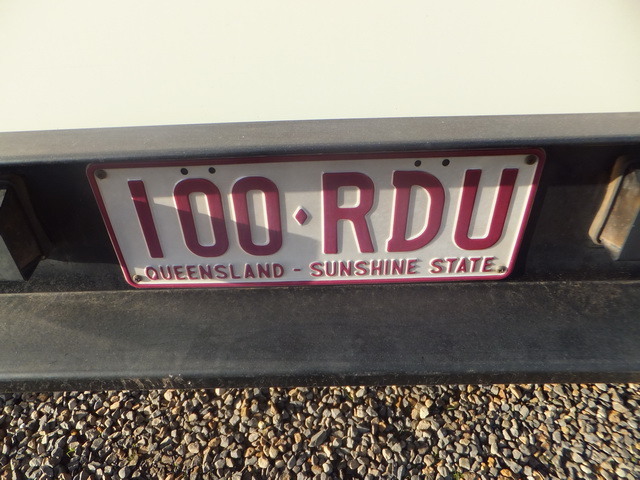 100·RDU
QUEENSLAND - SUNSHINE STATE